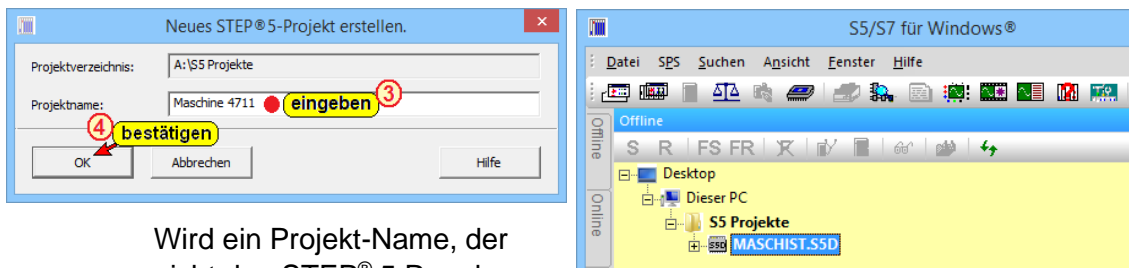 Neues STEP®5-Projekt erstellen.
Projektverzeichnis: A:\S5 Projekte
Projektname: Maschine 4711 eingeben 3
4 bestätigen
OK Abbrechen Hilfe
Wird ein Projekt-Name, der
STEP® 5
S5/S7 für Windows®
Datei SPS Suchen Ansicht Fenster Hilfe
Offline
Offline
S R FS FR
Desktop
Dieser PC
Online
S5 Projekte
MASCHIST.S5D